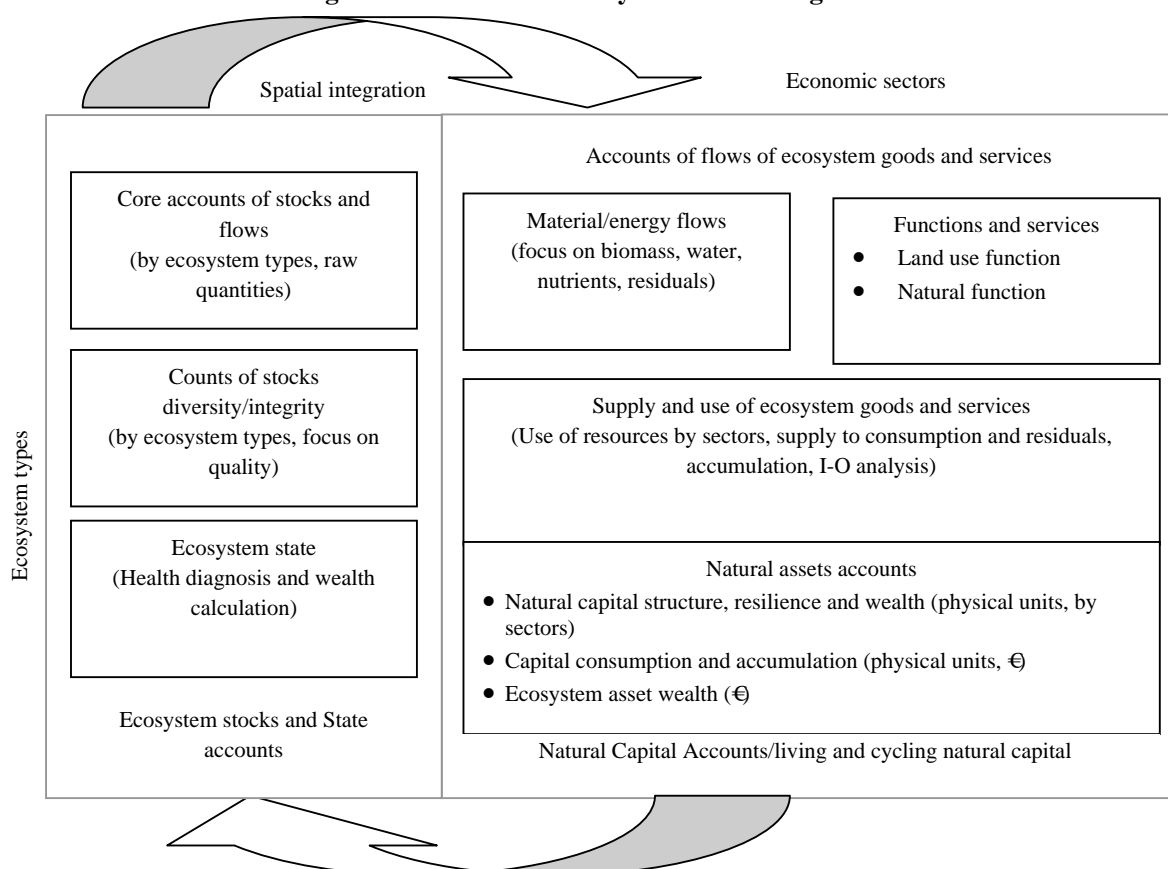 Spatial integration
Economic sectors
Ecosystem types
Core accounts of stocks and
flows
(by ecosystem types, raw
quantities)
Counts of stocks
diversity/integrity
(by ecosystem types, focus on
quality)
Ecosystem state
(Health diagnosis and wealth
calculation)
Ecosystem stocks and State
accounts
Accounts of flows of ecosystem goods and services
Material/energy flows
(focus on biomass, water,
nutrients, residuals)
Functions and services
• Land use function
• Natural function
Supply and use of ecosystem goods and services
(Use of resources by sectors, supply to consumption and residuals,
accumulation, I-O analysis)
Natural assets accounts
• Natural capital structure, resilience and wealth (physical units, by
sectors)
• Capital consumption and accumulation (physical units, €)
• Ecosystem asset wealth (€)
Natural Capital Accounts/living and cycling natural capital